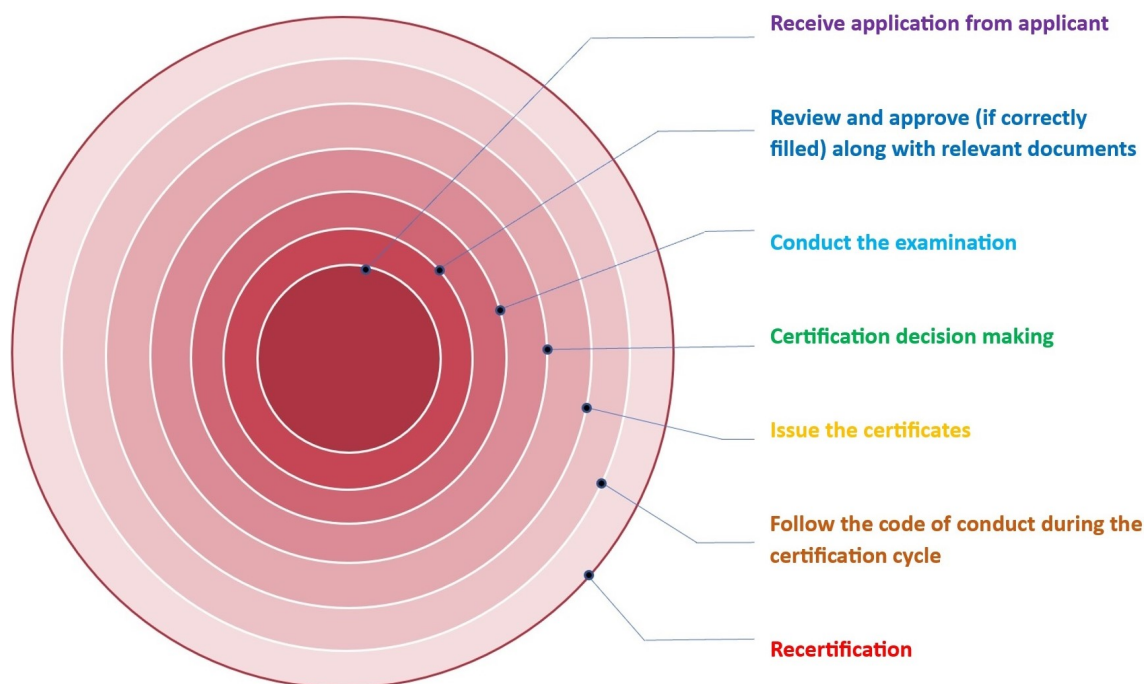 Receive application from applicant
Review and approve (if correctly
filled) along with relevant documents
Conduct the examination
Certification decision making
Issue the certificates
Follow the code of conduct during the
certification cycle
Recertification